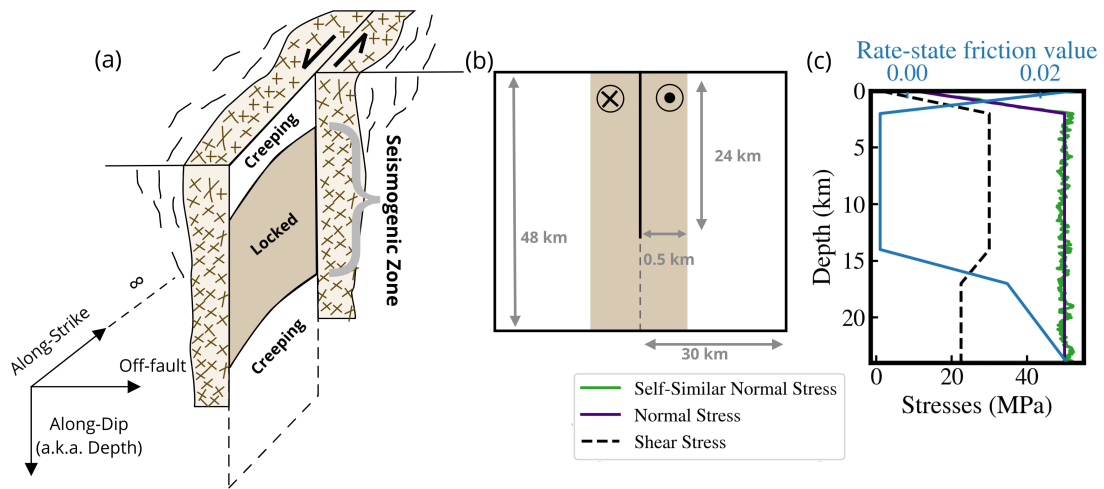 (a)
Creeping
Locked
Creeping
Seismogenic Zone
∞
Along-Strike
Off-fault
Along-Dip
(a.k.a. Depth)
(b)
24 km
48 km
0.5 km
30 km
(c)
Rate-state friction value
0.00 0.02
0
5
10
15
20
Depth (km)
0 20 40
Stresses (MPa)
Self-Similar Normal Stress
Normal Stress
Shear Stress